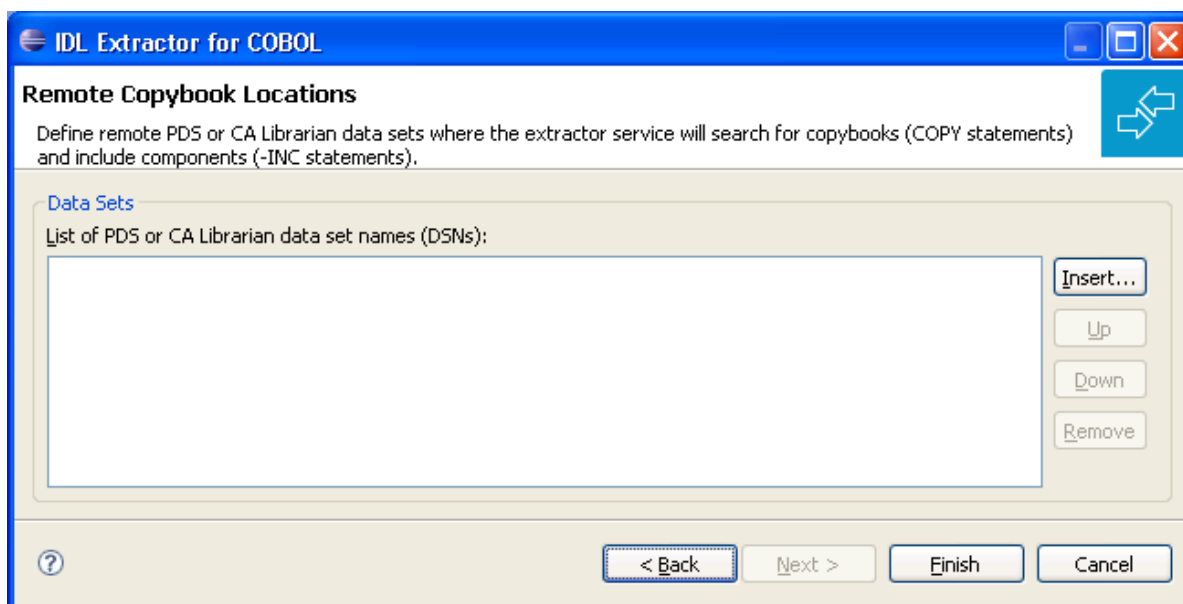 IDL Extractor for COBOL
Remote Copybook Locations
Define remote PDS or CA Librarian data sets where the extractor service will search for copybooks (COPY statements)
and include components (-INC statements).
Data Sets
List of PDS or CA Librarian data set names (DSNs):
Insert...
Up
Down
Remove
? < Back Next > Finish Cancel